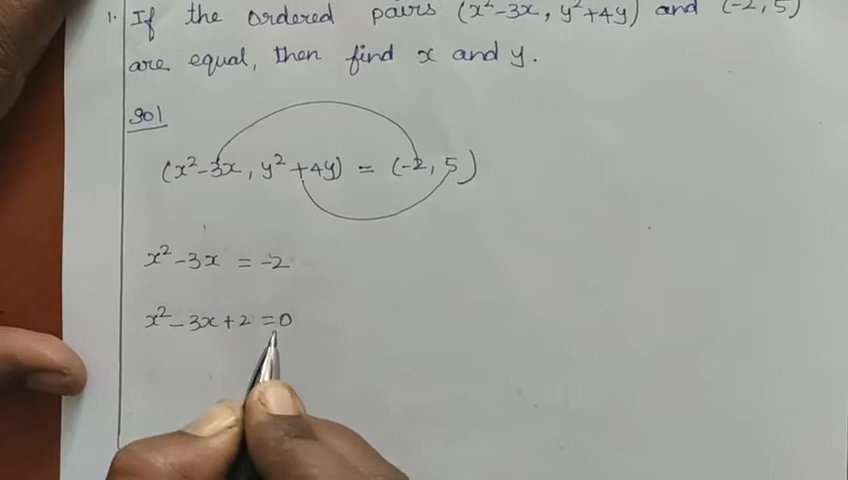 1. If the ordered pairs (x²-3x, y²+4y) and (-2, 5)
are equal, then find x and y.
Sol
(x²-3x, y²+4y) = (-2, 5)
x²-3x = -2
x²-3x+2=0